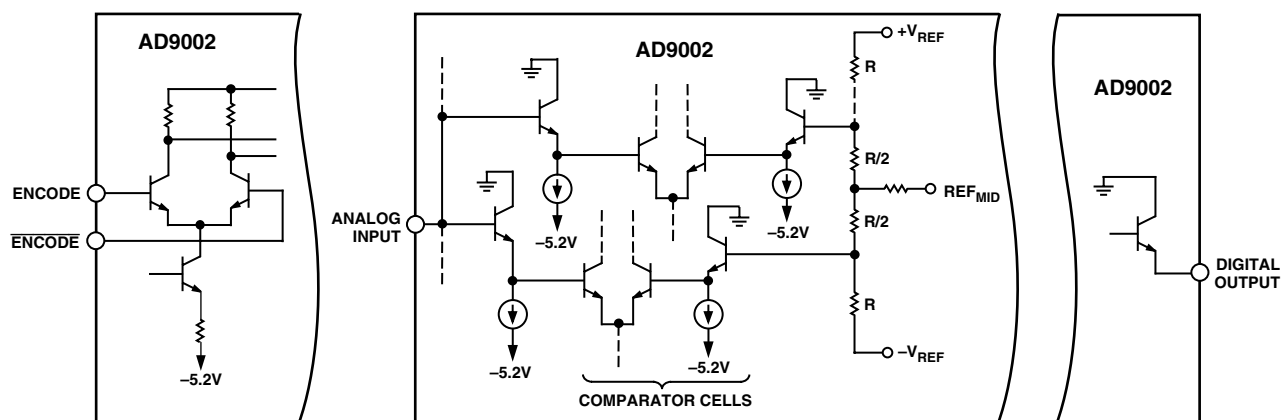 AD9002
ENCODE
ENCODE
–5.2V
AD9002
ANALOG
INPUT
–5.2V
–5.2V
–5.2V
–5.2V
COMPARATOR CELLS
+VREF
R
R/2
REFMID
R/2
R
–VREF
AD9002
DIGITAL
OUTPUT